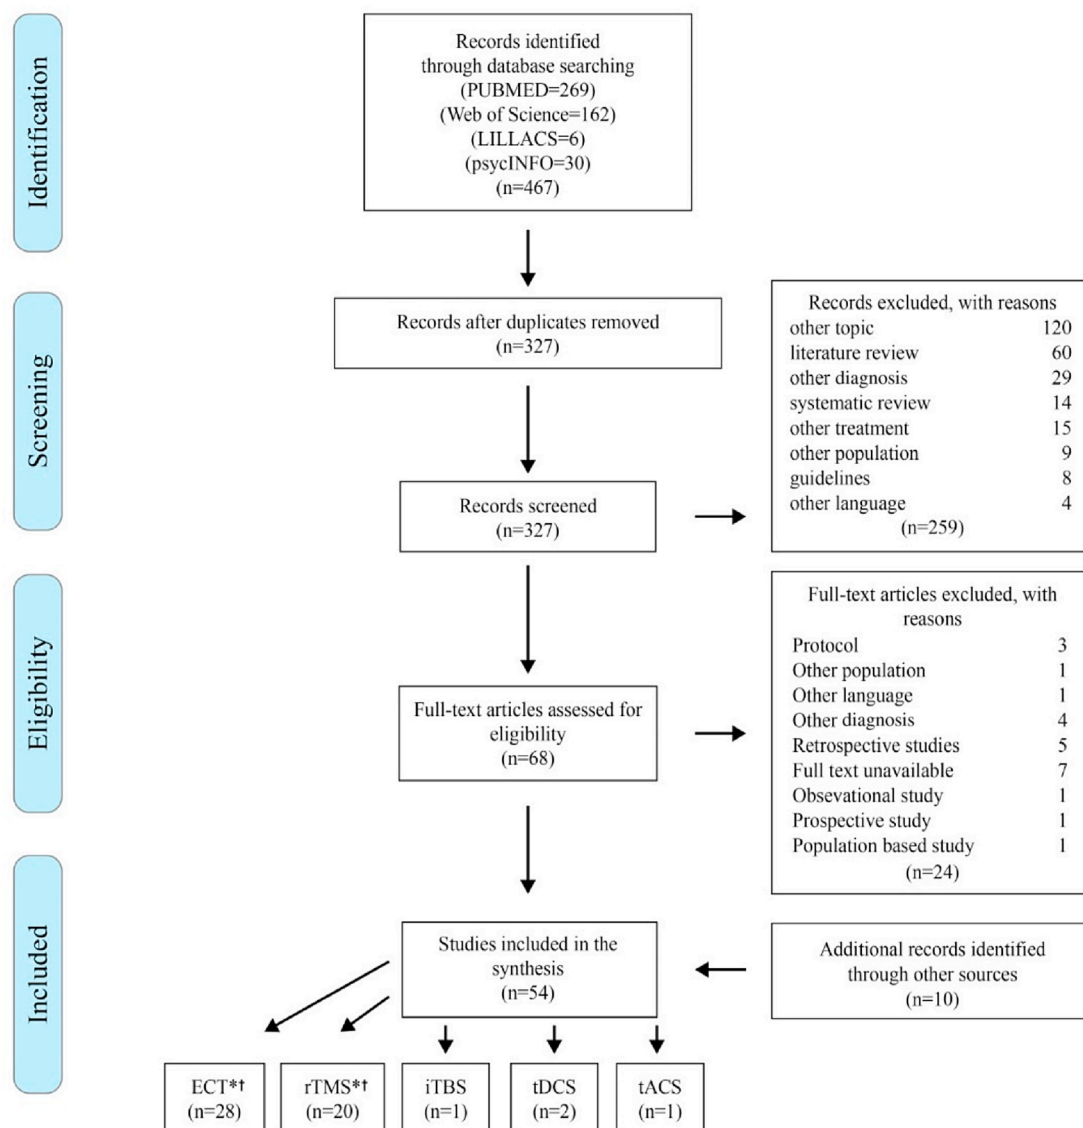 Identification
Records identified
through database searching
(PUBMED=269)
(Web of Science=162)
(LILLACS=6)
(psycINFO=30)
(n=467)
Screening
Records after duplicates removed
(n=327)
Records screened
(n=327)
Records excluded, with reasons
other topic 120
literature review 60
other diagnosis 29
systematic review 14
other treatment 15
other population 9
guidelines 8
other language 4
(n=259)
Eligibility
Full-text articles assessed for
eligibility
(n=68)
Full-text articles excluded, with
reasons
Protocol 3
Other population 1
Other language 1
Other diagnosis 4
Retrospective studies 5
Full text unavailable 7
Obsevational study 1
Prospective study 1
Population based study 1
(n=24)
Included
Studies included in the
synthesis
(n=54)
Additional records identified
through other sources
(n=10)
ECT*†
(n=28)
rTMS*†
(n=20)
iTBS
(n=1)
tDCS
(n=2)
tACS
(n=1)